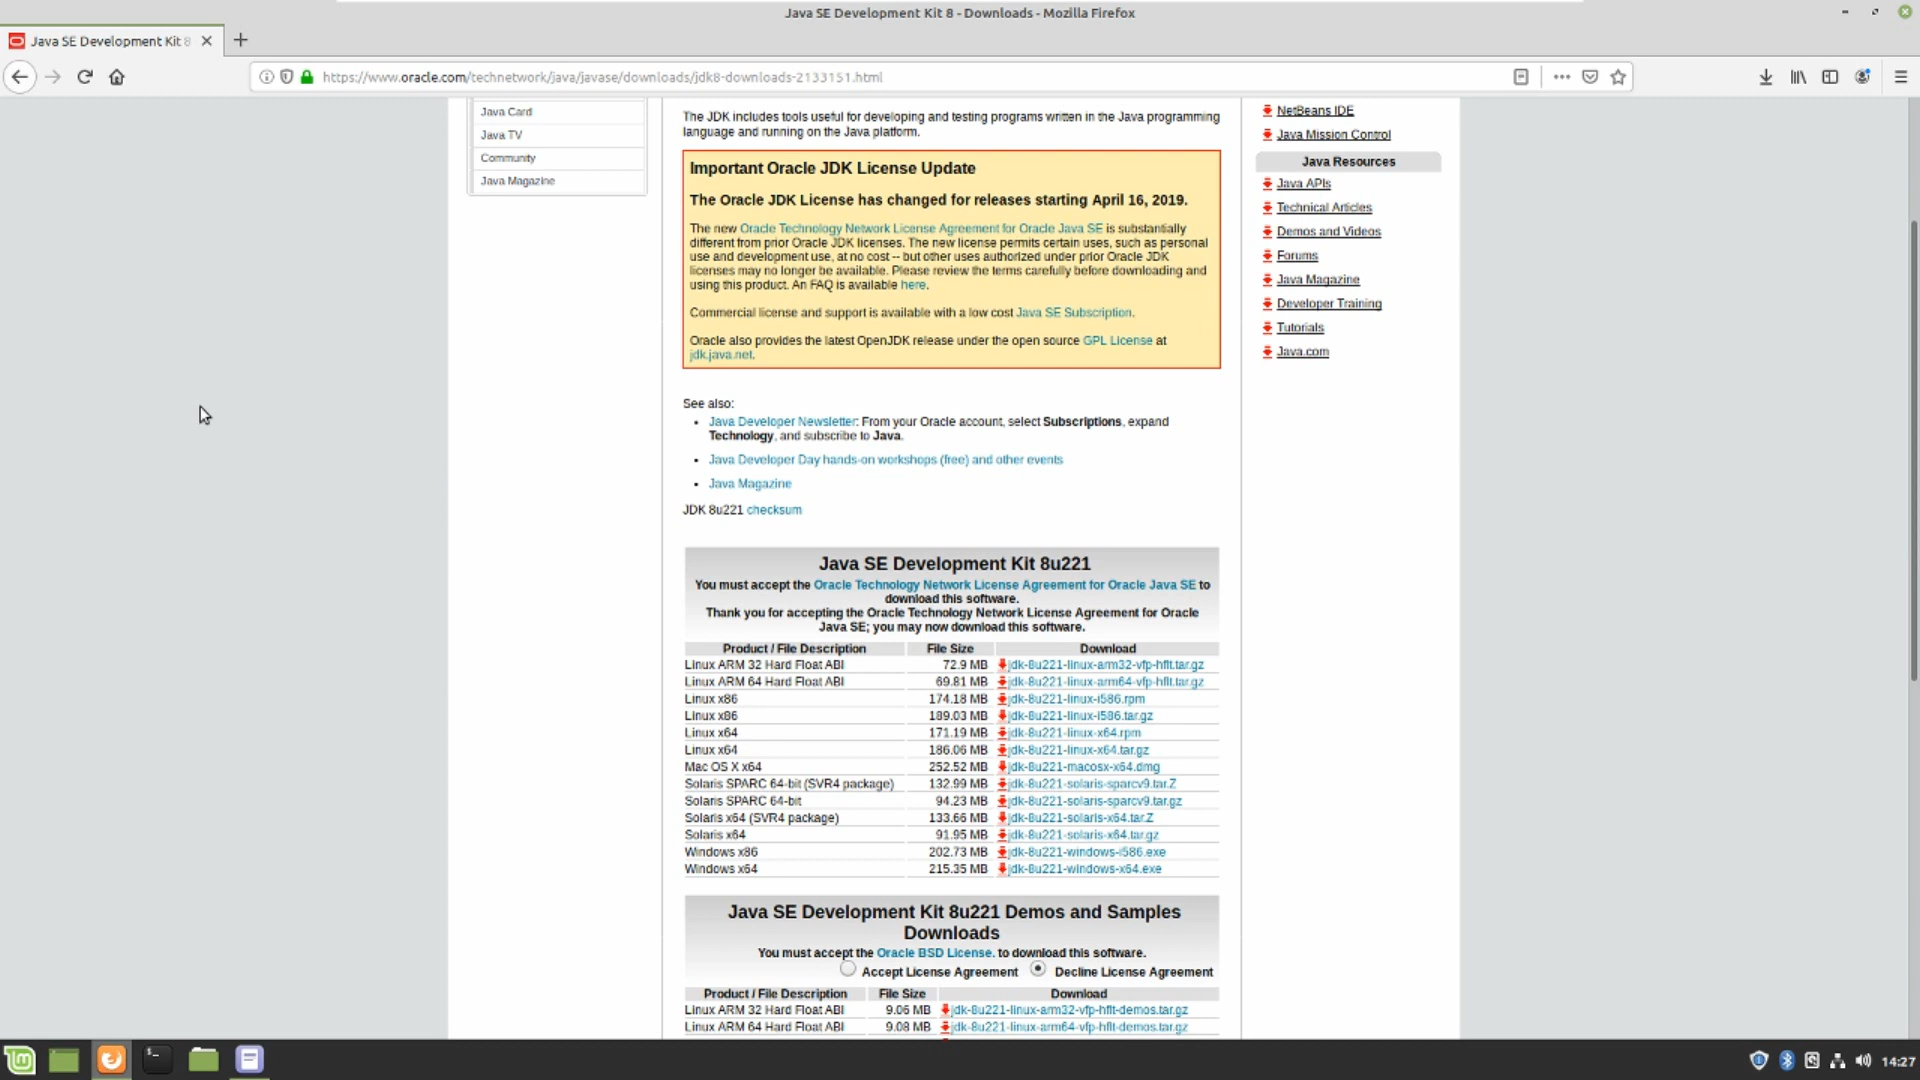 Java SE Development Kit 8 - Downloads - Mozilla Firefox
Java SE Development Kit 8
https://www.oracle.com/technetwork/java/javase/downloads/jdk8-downloads-2133151.html
Java Card
Java TV
Community
Java Magazine
The JDK includes tools useful for developing and testing programs written in the Java programming
language and running on the Java platform.
Important Oracle JDK License Update
The Oracle JDK License has changed for releases starting April 16, 2019.
The new Oracle Technology Network License Agreement for Oracle Java SE is substantially
different from prior Oracle JDK licenses. The new license permits certain uses, such as personal
use and development use, at no cost -- but other uses authorized under prior Oracle JDK
licenses may no longer be available. Please review the terms carefully before downloading and
using this product. An FAQ is available here.
Commercial license and support is available with a low cost Java SE Subscription.
Oracle also provides the latest OpenJDK release under the open source GPL License at
jdk.java.net.
See also:
• Java Developer Newsletter: From your Oracle account, select Subscriptions, expand
Technology, and subscribe to Java.
• Java Developer Day hands-on workshops (free) and other events
• Java Magazine
JDK 8u221 checksum
Java SE Development Kit 8u221
You must accept the Oracle Technology Network License Agreement for Oracle Java SE to
download this software.
Thank you for accepting the Oracle Technology Network License Agreement for Oracle
Java SE; you may now download this software.
Product / File Description File Size Download
Linux ARM 32 Hard Float ABI 72.9 MB jdk-8u221-linux-arm32-vfp-hflt.tar.gz
Linux ARM 64 Hard Float ABI 69.81 MB jdk-8u221-linux-arm64-vfp-hflt.tar.gz
Linux x86 174.18 MB jdk-8u221-linux-i586.rpm
Linux x86 189.03 MB jdk-8u221-linux-i586.tar.gz
Linux x64 171.19 MB jdk-8u221-linux-x64.rpm
Linux x64 186.06 MB jdk-8u221-linux-x64.tar.gz
Mac OS X x64 252.52 MB jdk-8u221-macosx-x64.dmg
Solaris SPARC 64-bit (SVR4 package) 132.99 MB jdk-8u221-solaris-sparcv9.tar.Z
Solaris SPARC 64-bit 94.23 MB jdk-8u221-solaris-sparcv9.tar.gz
Solaris x64 (SVR4 package) 133.66 MB jdk-8u221-solaris-x64.tar.Z
Solaris x64 91.95 MB jdk-8u221-solaris-x64.tar.gz
Windows x86 202.73 MB jdk-8u221-windows-i586.exe
Windows x64 215.35 MB jdk-8u221-windows-x64.exe
Java SE Development Kit 8u221 Demos and Samples
Downloads
You must accept the Oracle BSD License. to download this software.
Accept License Agreement Decline License Agreement
Product / File Description File Size Download
Linux ARM 32 Hard Float ABI 9.06 MB jdk-8u221-linux-arm32-vfp-hflt-demos.tar.gz
Linux ARM 64 Hard Float ABI 9.08 MB jdk-8u221-linux-arm64-vfp-hflt-demos.tar.gz
NetBeans IDE
Java Mission Control
Java Resources
Java APIs
Technical Articles
Demos and Videos
Forums
Java Magazine
Developer Training
Tutorials
Java.com
14:27